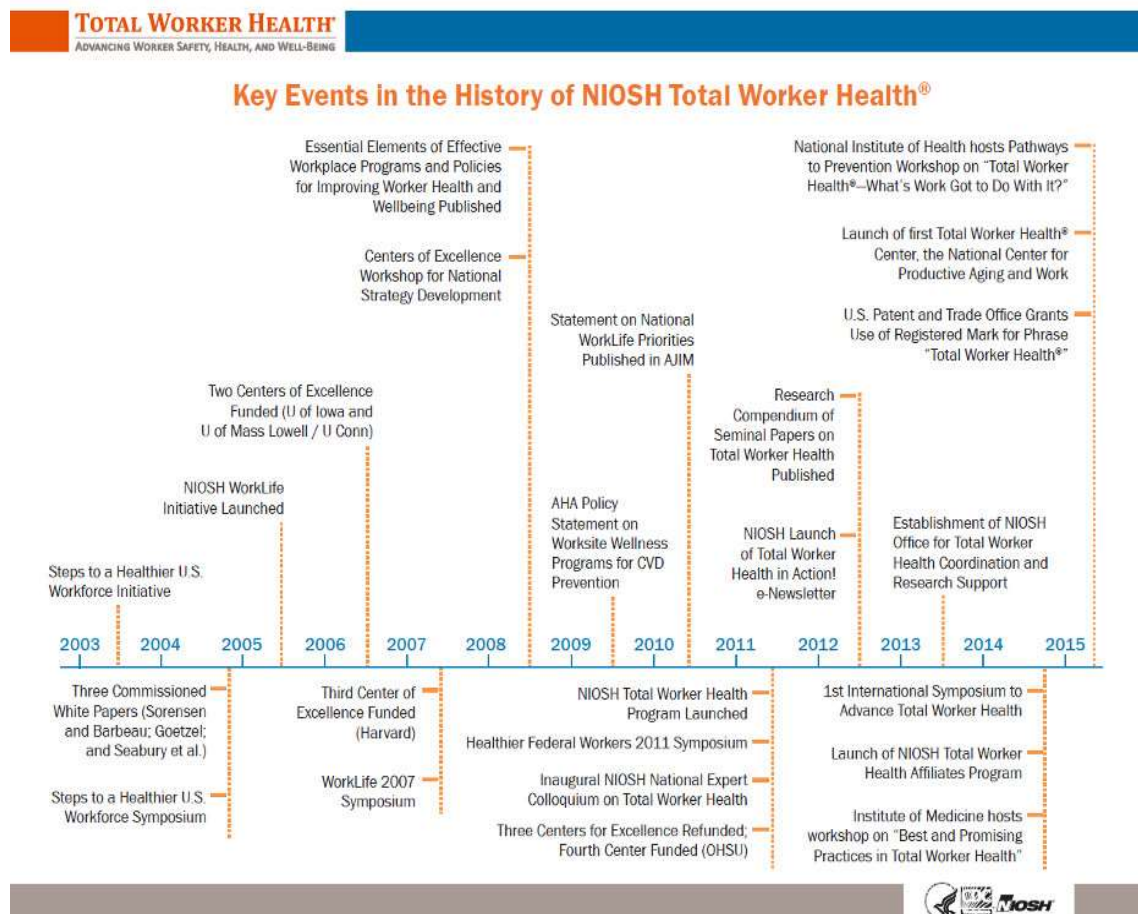 TOTAL WORKER HEALTH®
ADVANCING WORKER SAFETY, HEALTH, AND WELL-BEING
Key Events in the History of NIOSH Total Worker Health®
Essential Elements of Effective
Workplace Programs and Policies
for Improving Worker Health and
Wellbeing Published
Centers of Excellence
Workshop for National
Strategy Development
National Institute of Health hosts Pathways
to Prevention Workshop on “Total Worker
Health®—What’s Work Got to Do With It?”
Launch of first Total Worker Health®
Center, the National Center for
Productive Aging and Work
U.S. Patent and Trade Office Grants
Use of Registered Mark for Phrase
“Total Worker Health®”
Statement on National
WorkLife Priorities
Published in AJIM
Two Centers of Excellence
Funded (U of Iowa and
U of Mass Lowell / U Conn)
Research
Compendium of
Seminal Papers on
Total Worker Health
Published
NIOSH WorkLife
Initiative Launched
AHA Policy
Statement on
Worksite Wellness
Programs for CVD
Prevention
NIOSH Launch
of Total Worker
Health in Action!
e-Newsletter
Establishment of NIOSH
Office for Total Worker
Health Coordination and
Research Support
Steps to a Healthier U.S.
Workforce Initiative
2003 2004 2005 2006 2007 2008 2009 2010 2011 2012 2013 2014 2015
Three Commissioned
White Papers (Sorensen
and Barbeau; Goetzel;
and Seabury et al.)
Steps to a Healthier U.S.
Workforce Symposium
Third Center of
Excellence Funded
(Harvard)
WorkLife 2007
Symposium
NIOSH Total Worker Health
Program Launched
Healthier Federal Workers 2011 Symposium
Inaugural NIOSH National Expert
Colloquium on Total Worker Health
Three Centers for Excellence Refunded;
Fourth Center Funded (OHSU)
1st International Symposium to
Advance Total Worker Health
Launch of NIOSH Total Worker
Health Affiliates Program
Institute of Medicine hosts
workshop on “Best and Promising
Practices in Total Worker Health”
NIOSH